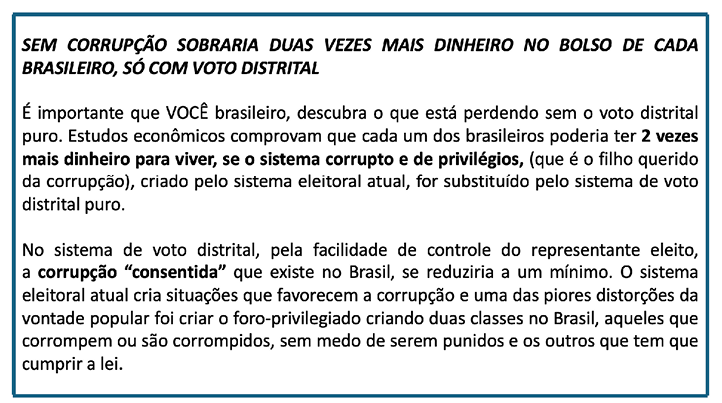 SEM CORRUPÇÃO SOBRARIA DUAS VEZES MAIS DINHEIRO NO BOLSO DE CADA
BRASILEIRO, SÓ COM VOTO DISTRITAL
É importante que VOCÊ brasileiro, descubra o que está perdendo sem o voto distrital
puro. Estudos econômicos comprovam que cada um dos brasileiros poderia ter 2 vezes
mais dinheiro para viver, se o sistema corrupto e de privilégios, (que é o filho querido
da corrupção), criado pelo sistema eleitoral atual, for substituído pelo sistema de voto
distrital puro.
No sistema de voto distrital, pela facilidade de controle do representante eleito,
a corrupção “consentida” que existe no Brasil, se reduziria a um mínimo. O sistema
eleitoral atual cria situações que favorecem a corrupção e uma das piores distorções da
vontade popular foi criar o foro-privilegiado criando duas classes no Brasil, aqueles que
corrompem ou são corrompidos, sem medo de serem punidos e os outros que tem que
cumprir a lei.